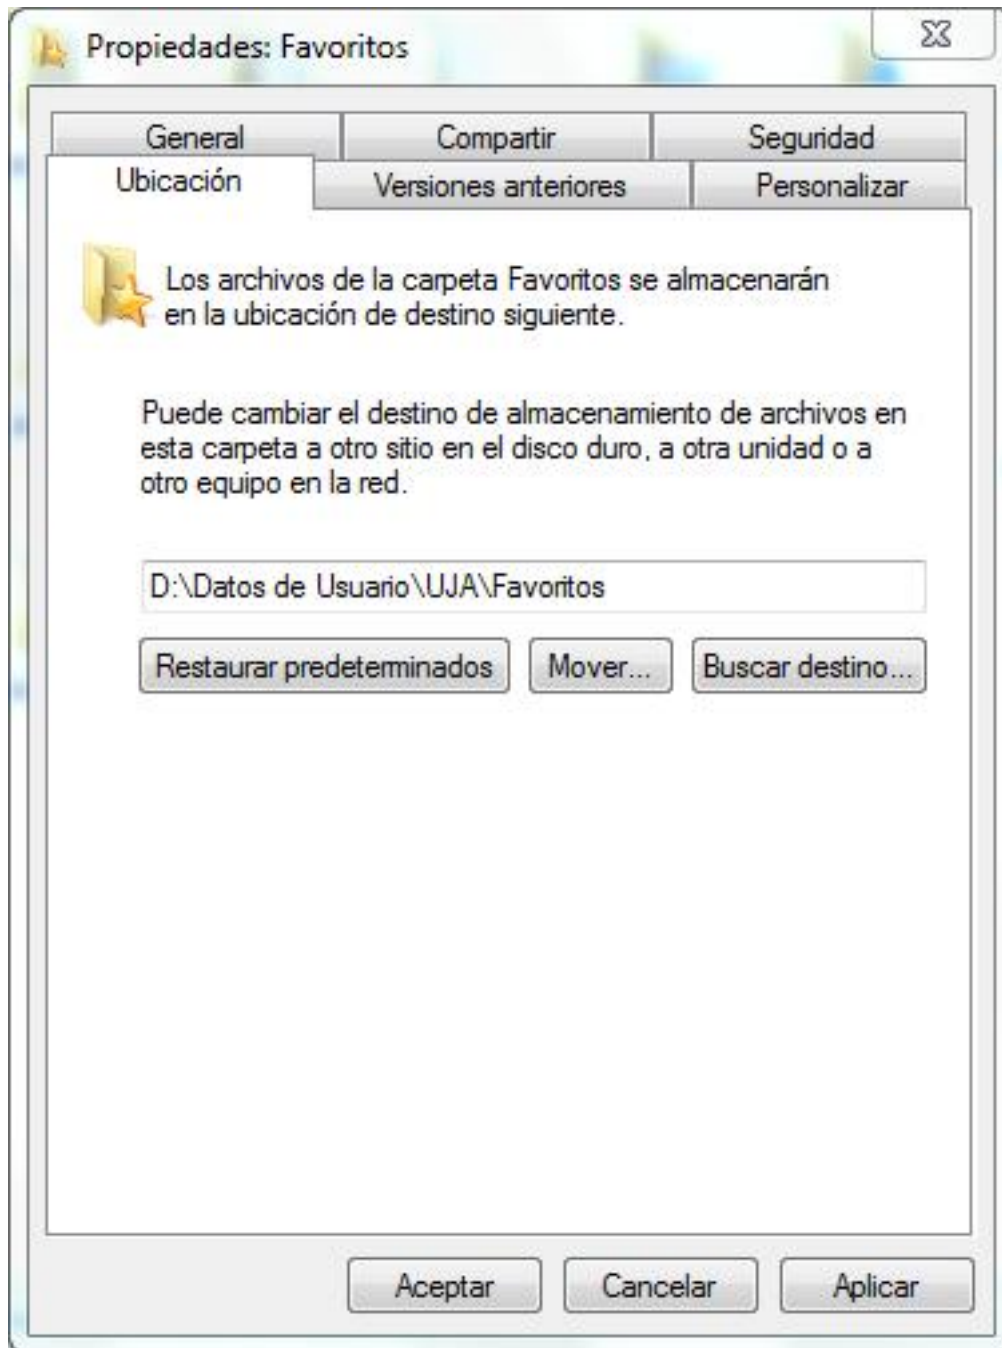 Propiedades: Favoritos
General
Compartir
Seguridad
Ubicación
Versiones anteriores
Personalizar
Los archivos de la carpeta Favoritos se almacenarán
en la ubicación de destino siguiente.
Puede cambiar el destino de almacenamiento de archivos en
esta carpeta a otro sitio en el disco duro, a otra unidad o a
otro equipo en la red.
D:\Datos de Usuario\UJA\Favoritos
Restaurar predeterminados
Mover...
Buscar destino...
Aceptar
Cancelar
Aplicar